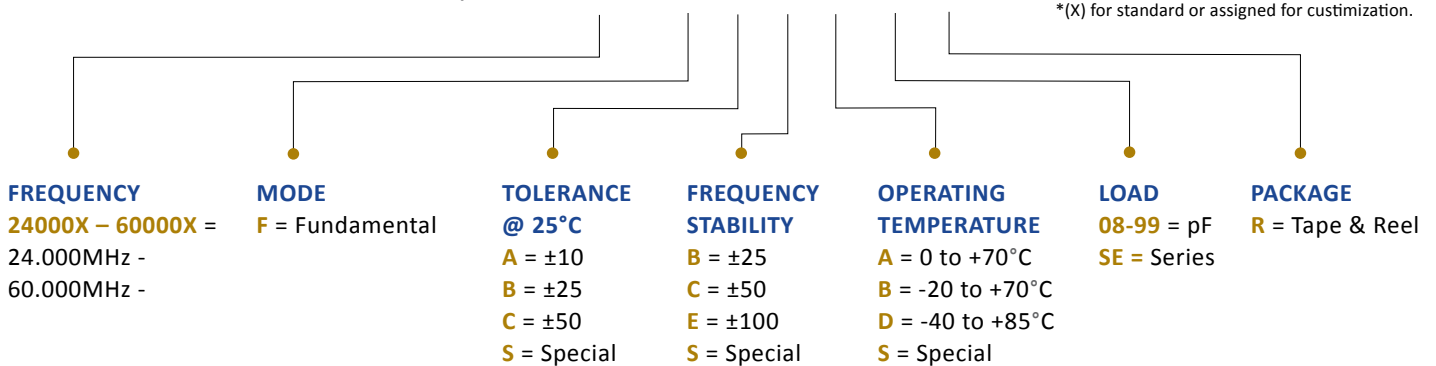 *(X) for standard or assigned for custimization.
FREQUENCY
24000X – 60000X =
24.000MHz -
60.000MHz -
MODE
F = Fundamental
TOLERANCE
@ 25°C
A = ±10
B = ±25
C = ±50
S = Special
FREQUENCY
STABILITY
B = ±25
C = ±50
E = ±100
S = Special
OPERATING
TEMPERATURE
A = 0 to +70°C
B = -20 to +70°C
D = -40 to +85°C
S = Special
LOAD
08-99 = pF
SE = Series
PACKAGE
R = Tape & Reel